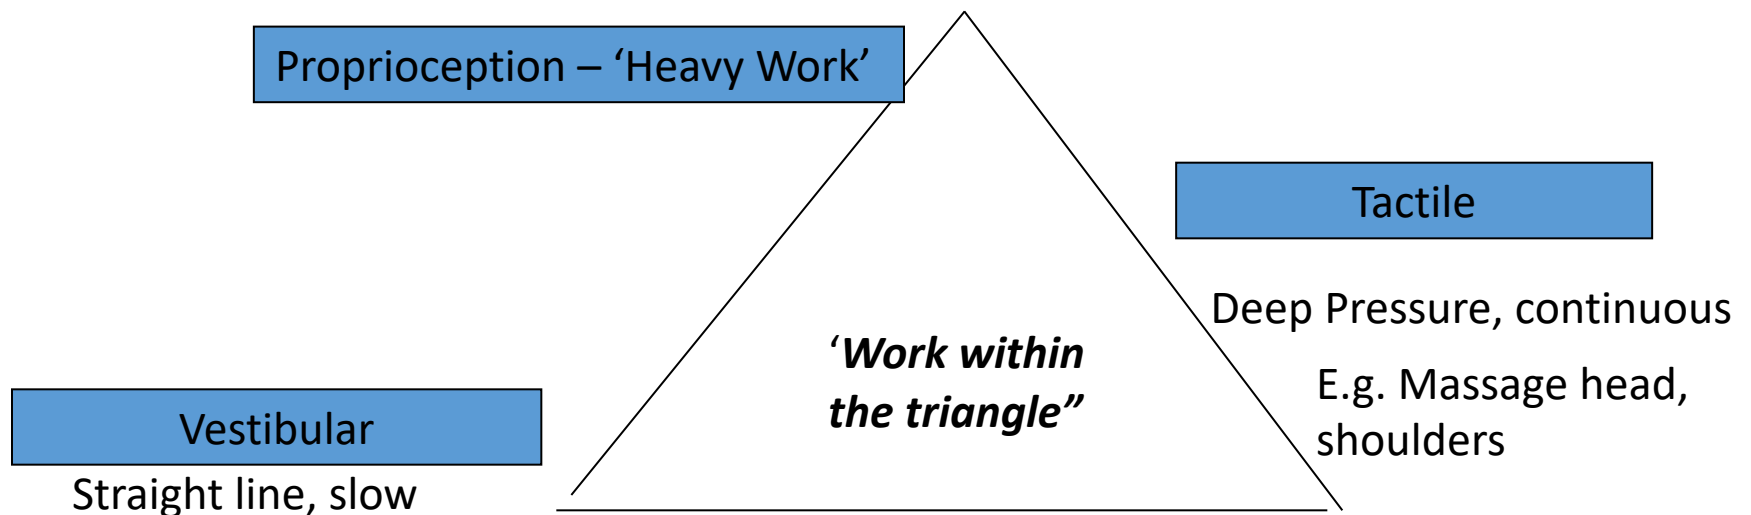 Proprioception – ‘Heavy Work’
Tactile
Deep Pressure, continuous
E.g. Massage head,
shoulders
‘Work within
the triangle”
Vestibular
Straight line, slow